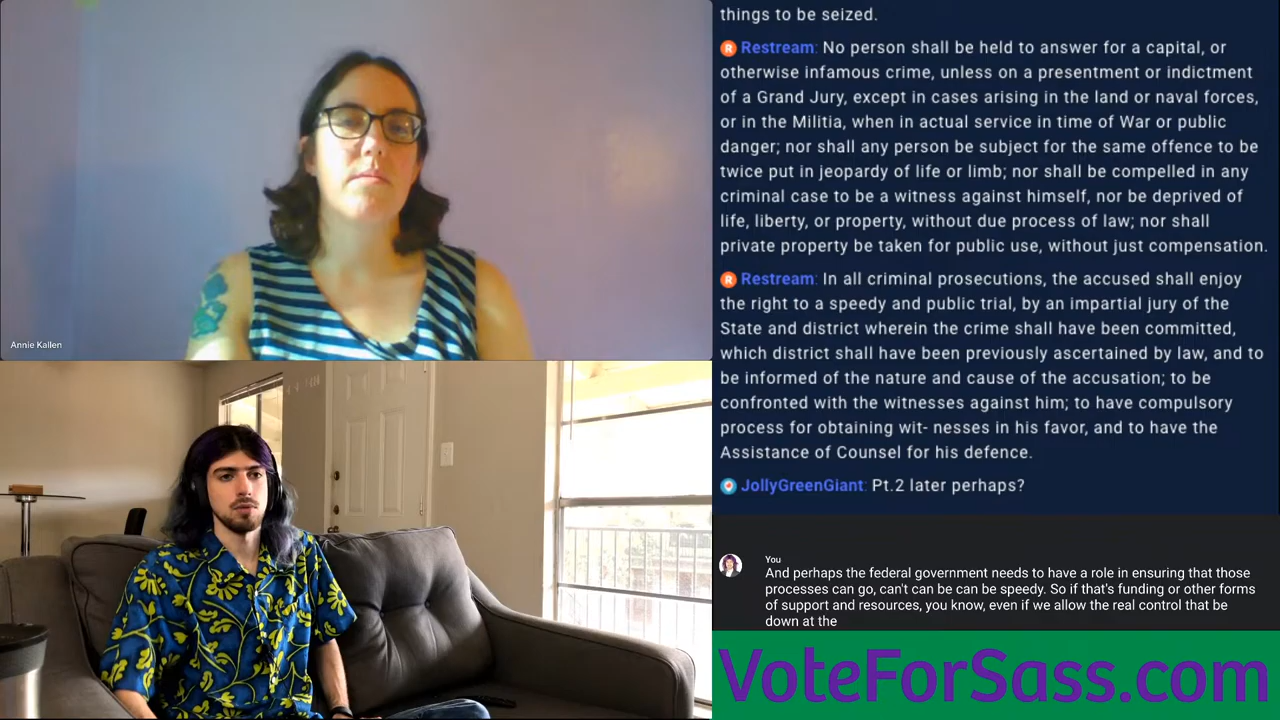 Annie Kallen
things to be seized.
Restream: No person shall be held to answer for a capital, or
otherwise infamous crime, unless on a presentment or indictment
of a Grand Jury, except in cases arising in the land or naval forces,
or in the Militia, when in actual service in time of War or public
danger; nor shall any person be subject for the same offence to be
twice put in jeopardy of life or limb; nor shall be compelled in any
criminal case to be a witness against himself, nor be deprived of
life, liberty, or property, without due process of law; nor shall
private property be taken for public use, without just compensation.
Restream: In all criminal prosecutions, the accused shall enjoy
the right to a speedy and public trial, by an impartial jury of the
State and district wherein the crime shall have been committed,
which district shall have been previously ascertained by law, and to
be informed of the nature and cause of the accusation; to be
confronted with the witnesses against him; to have compulsory
process for obtaining wit- nesses in his favor, and to have the
Assistance of Counsel for his defence.
JollyGreenGiant: Pt.2 later perhaps?
You
And perhaps the federal government needs to have a role in ensuring that those
processes can go, can't can be can be speedy. So if that's funding or other forms
of support and resources, you know, even if we allow the real control that be
down at the
VoteForSass.com